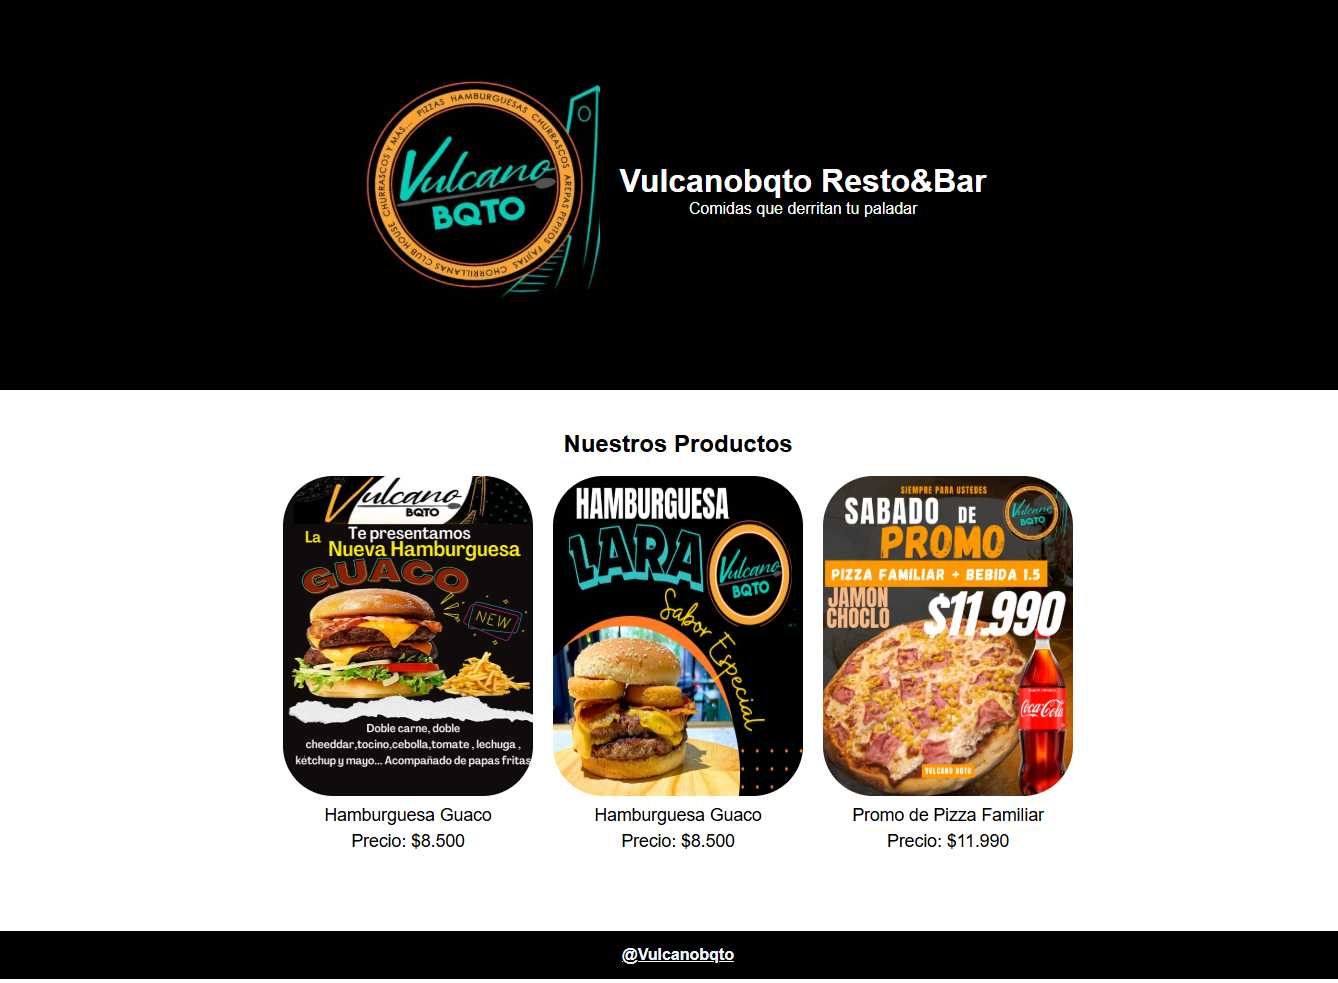 PIZZAS HAMBURGUESAS CHURRASCOS AREPAS PEPITOS FAJITAS CHORRILLANAS CLUB HOUSE CHURRASCOS Y MÁS...
Vulcano
BQTO
Vulcanobqto Resto&Bar
Comidas que derritan tu paladar
Nuestros Productos
Vulcano
BQTO
Te presentamos
La
Nueva Hamburguesa
GUACO
NEW
Doble carne, doble
cheeddar,tocino,cebolla,tomate , lechuga ,
kétchup y mayo... Acompañado de papas fritas
Hamburguesa Guaco
Precio: $8.500
HAMBURGUESA
LARA
Vulcano
BQTO
Sabor Especial
Hamburguesa Guaco
Precio: $8.500
SIEMPRE PARA USTEDES
SABADO DE
PROMO
Vulcano
BQTO
PIZZA FAMILIAR + BEBIDA 1.5
JAMON
CHOCLO
$11.990
Coca-Cola
VULCANO BQTO
Promo de Pizza Familiar
Precio: $11.990
@Vulcanobqto